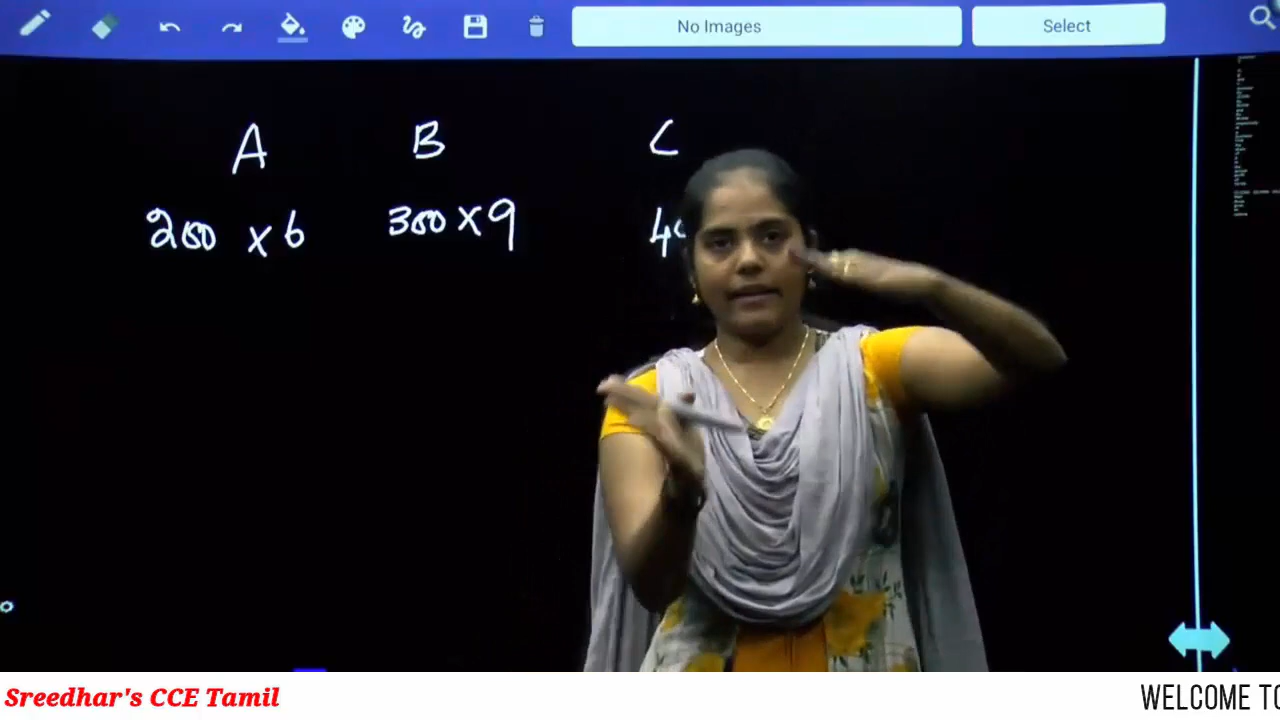 No Images
Select
A B C
200 × 6 300 × 9
Sreedhar's CCE Tamil
WELCOME TO